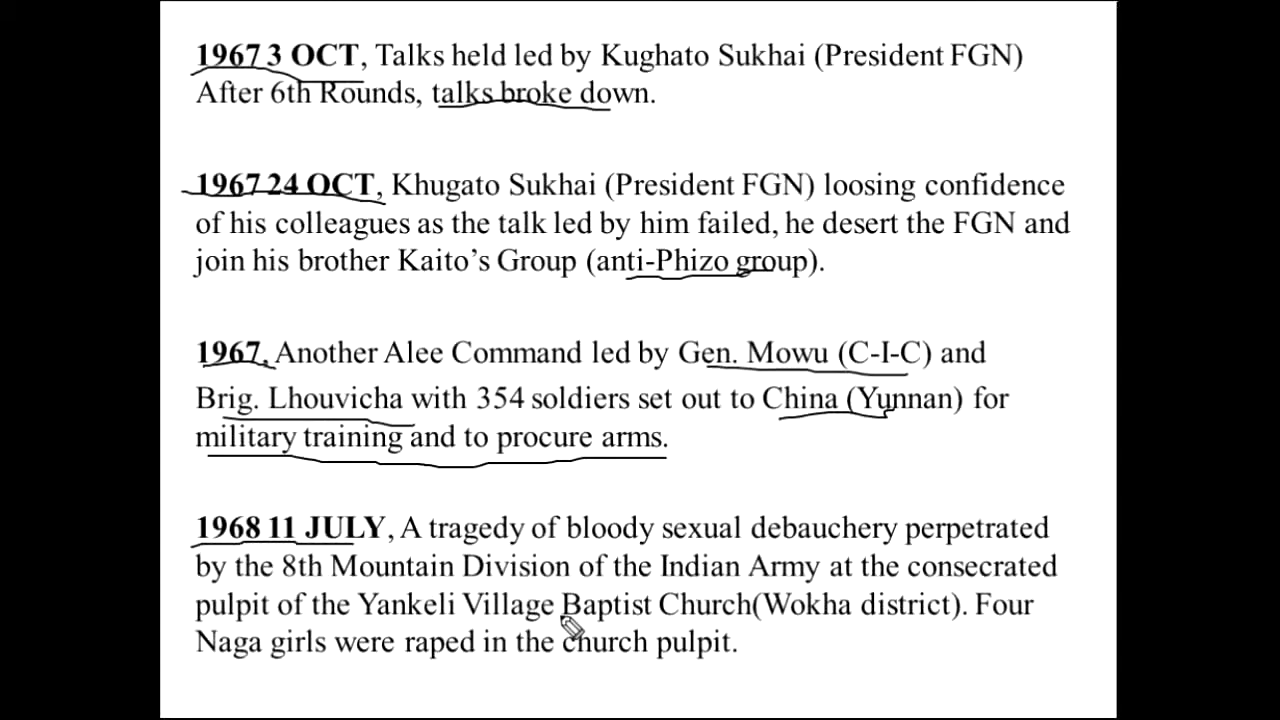 1967 3 OCT, Talks held led by Kughato Sukhai (President FGN)
After 6th Rounds, talks broke down.
1967 24 OCT, Khugato Sukhai (President FGN) loosing confidence
of his colleagues as the talk led by him failed, he desert the FGN and
join his brother Kaito's Group (anti-Phizo group).
1967, Another Alee Command led by Gen. Mowu (C-I-C) and
Brig. Lhouvicha with 354 soldiers set out to China (Yunnan) for
military training and to procure arms.
1968 11 JULY, A tragedy of bloody sexual debauchery perpetrated
by the 8th Mountain Division of the Indian Army at the consecrated
pulpit of the Yankeli Village Baptist Church(Wokha district). Four
Naga girls were raped in the church pulpit.